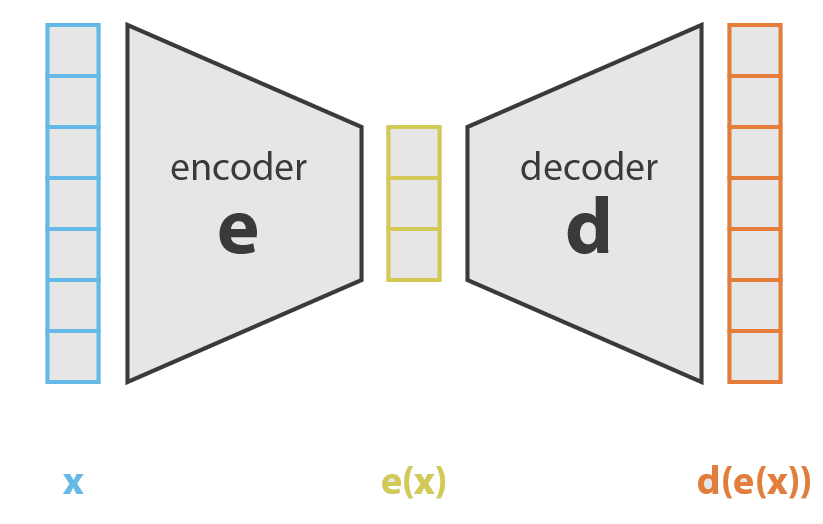 encoder
e
decoder
d
x
e(x)
d(e(x))